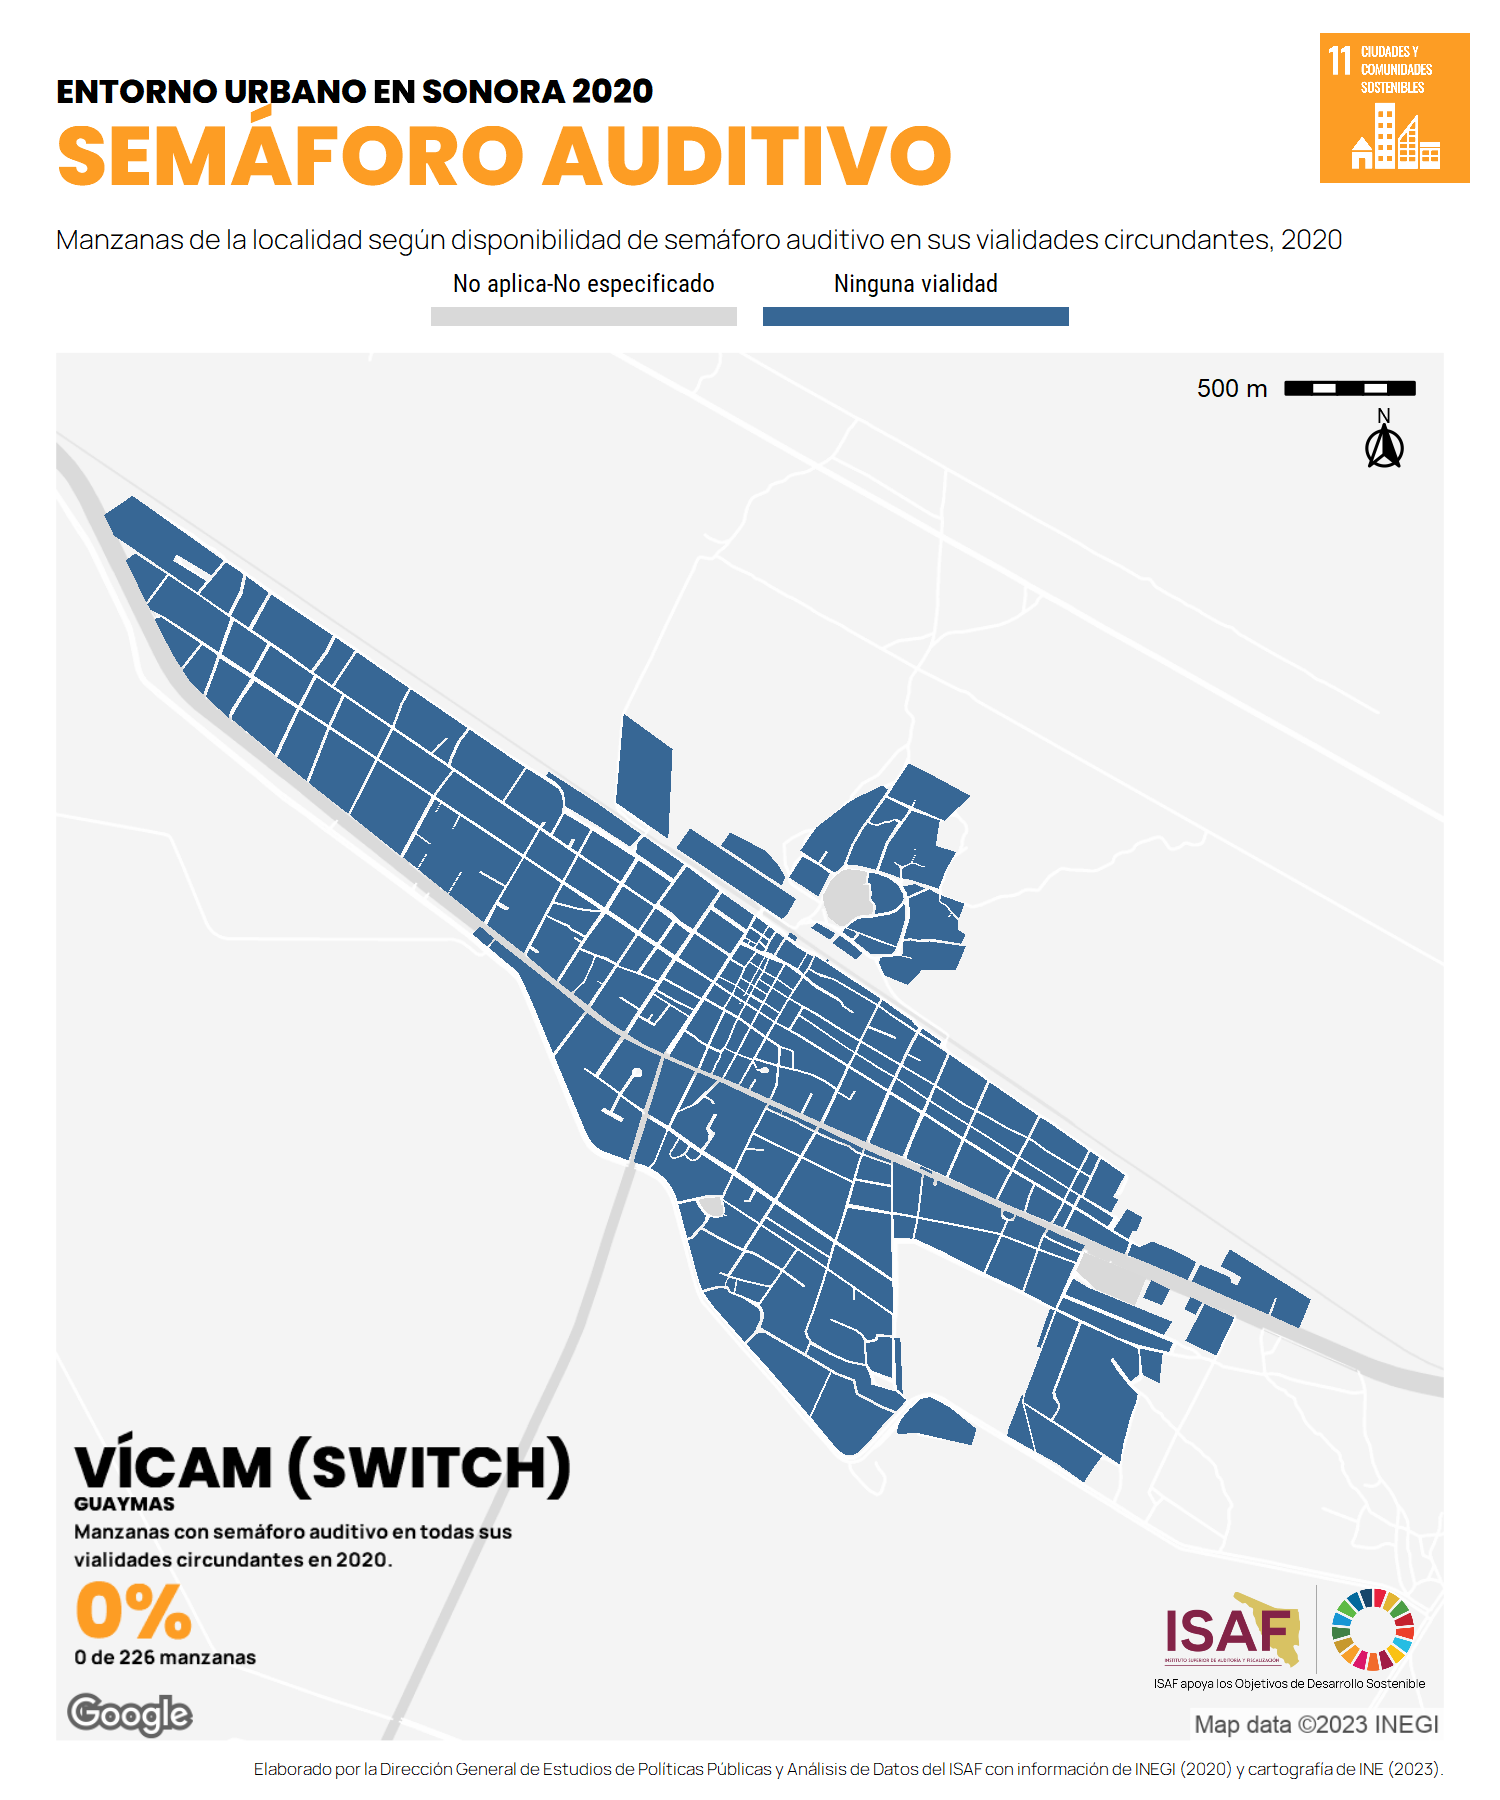 ENTORNO URBANO EN SONORA 2020
SEMÁFORO AUDITIVO
11 CIUDADES Y
COMUNIDADES
SOSTENIBLES
Manzanas de la localidad según disponibilidad de semáforo auditivo en sus vialidades circundantes, 2020
No aplica-No especificado
Ninguna vialidad
500 m
N
VÍCAM (SWITCH)
GUAYMAS
Manzanas con semáforo auditivo en todas sus
vialidades circundantes en 2020.
0%
0 de 226 manzanas
Google
ISAF
INSTITUTO SUPERIOR DE AUDITORÍA Y FISCALIZACIÓN
ISAF apoya los Objetivos de Desarrollo Sostenible
Map data ©2023 INEGI
Elaborado por la Dirección General de Estudios de Políticas Públicas y Análisis de Datos del ISAF con información de INEGI (2020) y cartografía de INE (2023).